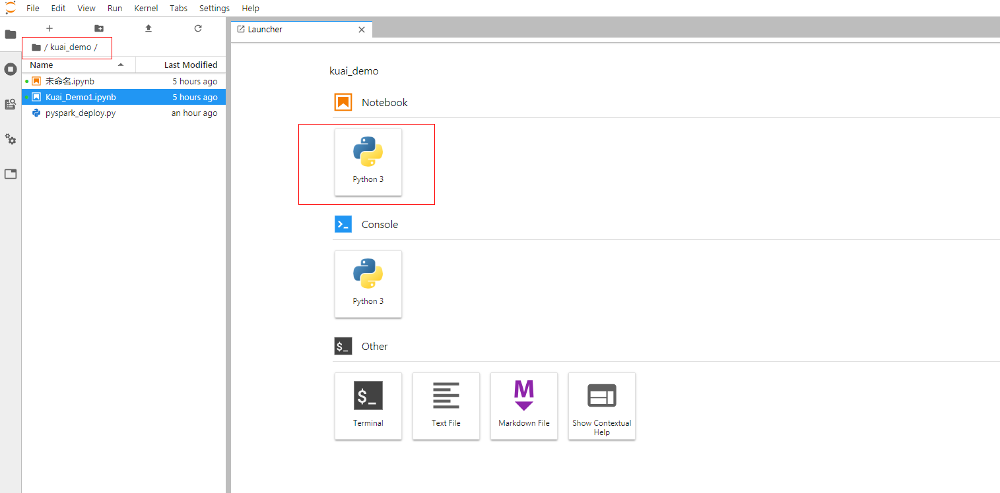 File Edit View Run Kernel Tabs Settings Help
/ kuai_demo /
Name Last Modified
未命名.ipynb 5 hours ago
Kuai_Demo1.ipynb 5 hours ago
pyspark_deploy.py an hour ago
Launcher
kuai_demo
Notebook
Python 3
Console
Python 3
$_ Other
$_
Terminal
Text File
M
Markdown File
Show Contextual
Help